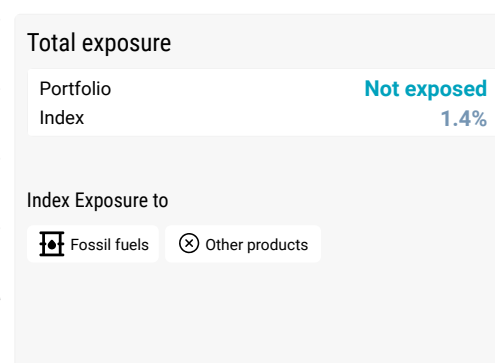 Total exposure
Portfolio Not exposed
Index 1.4%
Index Exposure to
Fossil fuels Other products